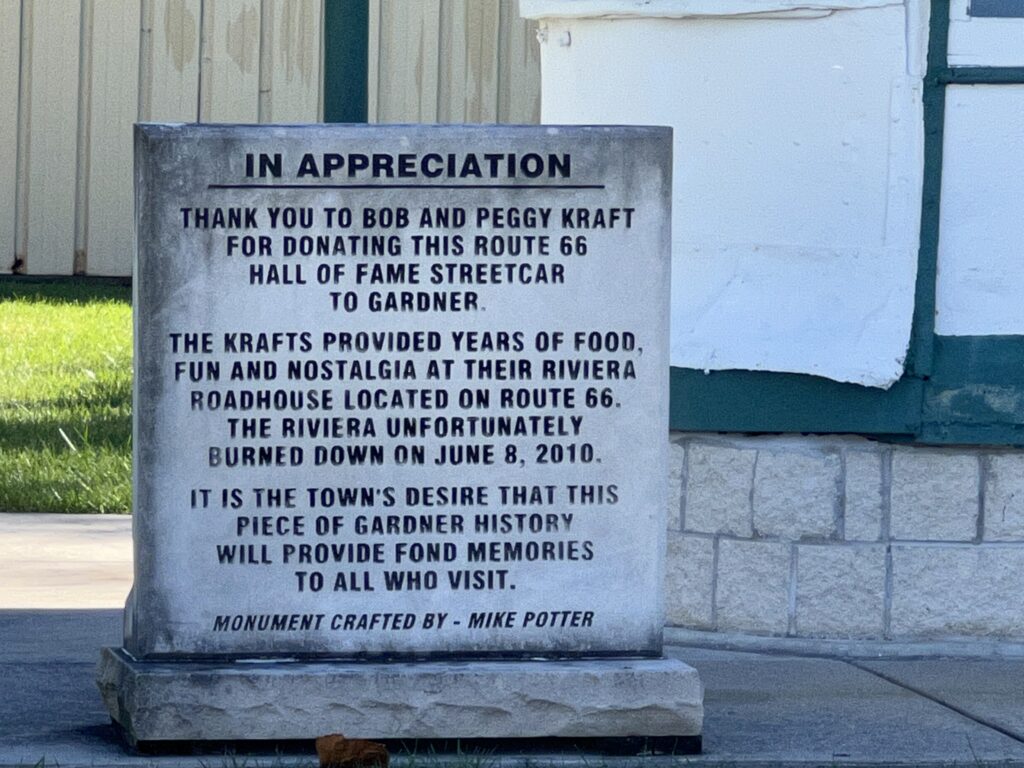 IN APPRECIATION
THANK YOU TO BOB AND PEGGY KRAFT
FOR DONATING THIS ROUTE 66
HALL OF FAME STREETCAR
TO GARDNER.
THE KRAFTS PROVIDED YEARS OF FOOD,
FUN AND NOSTALGIA AT THEIR RIVIERA
ROADHOUSE LOCATED ON ROUTE 66.
THE RIVIERA UNFORTUNATELY
BURNED DOWN ON JUNE 8, 2010.
IT IS THE TOWN'S DESIRE THAT THIS
PIECE OF GARDNER HISTORY
WILL PROVIDE FOND MEMORIES
TO ALL WHO VISIT.
MONUMENT CRAFTED BY - MIKE POTTER